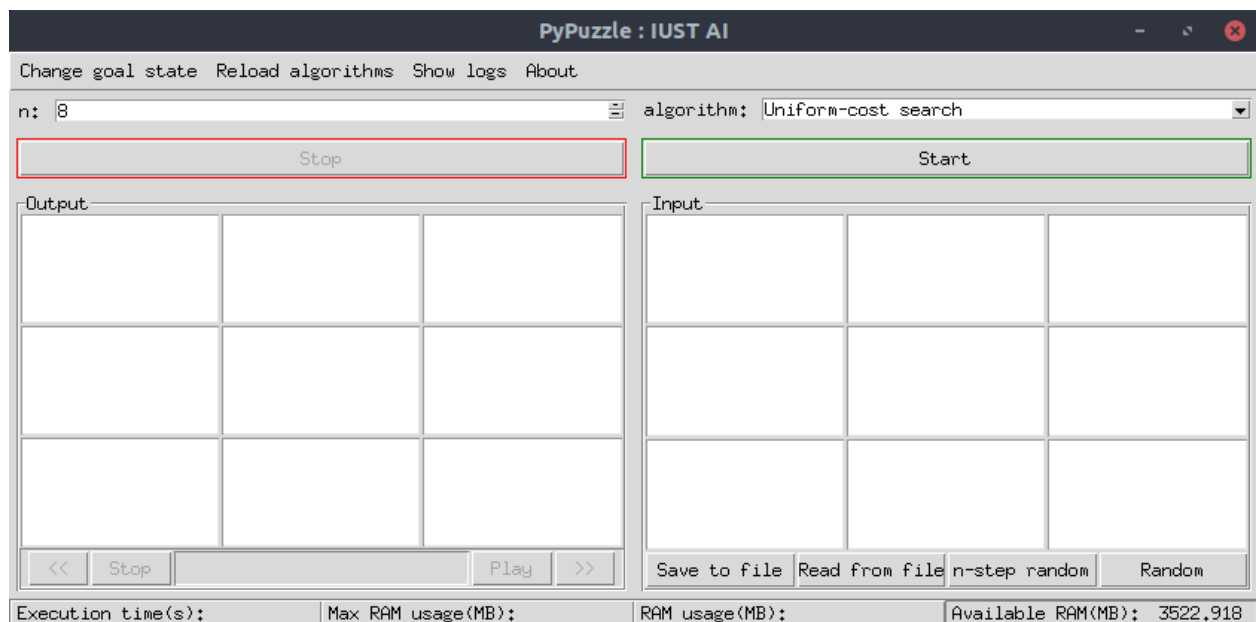 PyPuzzle : IUST AI
Change goal state Reload algorithms Show logs About
n: 8 algorithm: Uniform-cost search
Stop Start
Output Input
<< Stop Play >> Save to file Read from file n-step random Random
Execution time(s): Max RAM usage(MB): RAM usage(MB): Available RAM(MB): 3522.918